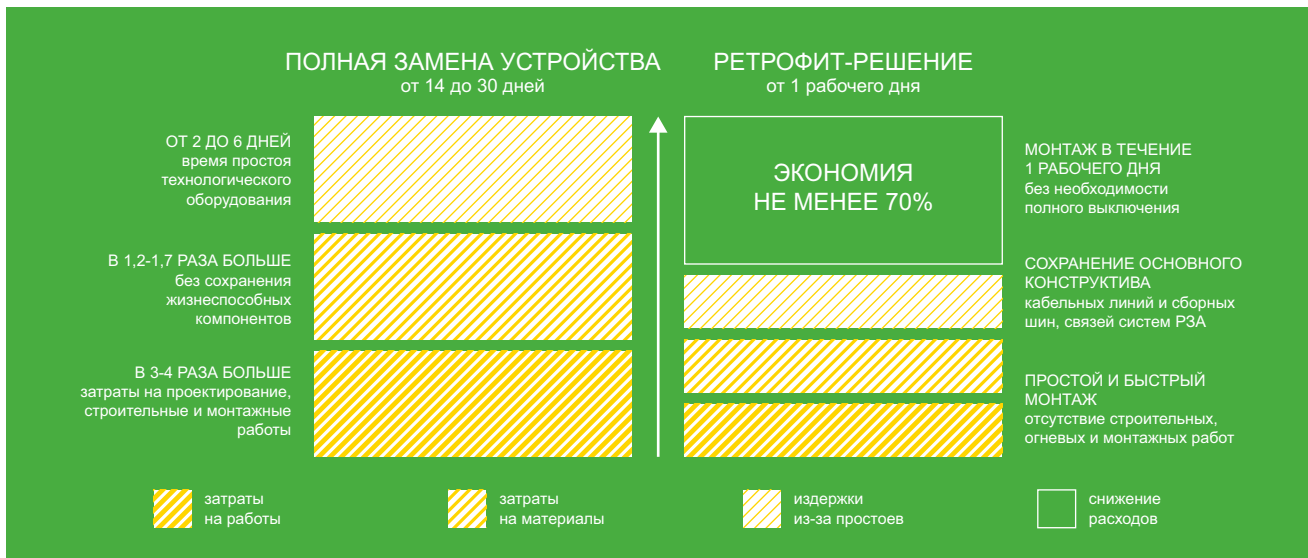 ПОЛНАЯ ЗАМЕНА УСТРОЙСТВА
от 14 до 30 дней
РЕТРОФИТ-РЕШЕНИЕ
от 1 рабочего дня
ОТ 2 ДО 6 ДНЕЙ
время простоя
технологического
оборудования
В 1,2-1,7 РАЗА БОЛЬШЕ
без сохранения
жизнеспособных
компонентов
В 3-4 РАЗА БОЛЬШЕ
затраты на проектирование,
строительные и монтажные
работы
ЭКОНОМИЯ
НЕ МЕНЕЕ 70%
МОНТАЖ В ТЕЧЕНИЕ
1 РАБОЧЕГО ДНЯ
без необходимости
полного выключения
СОХРАНЕНИЕ ОСНОВНОГО
КОНСТРУКТИВА
кабельных линий и сборных
шин, связей систем РЗА
ПРОСТОЙ И БЫСТРЫЙ
МОНТАЖ
отсутствие строительных,
огневых и монтажных работ
затраты
на работы
затраты
на материалы
издержки
из-за простоев
снижение
расходов